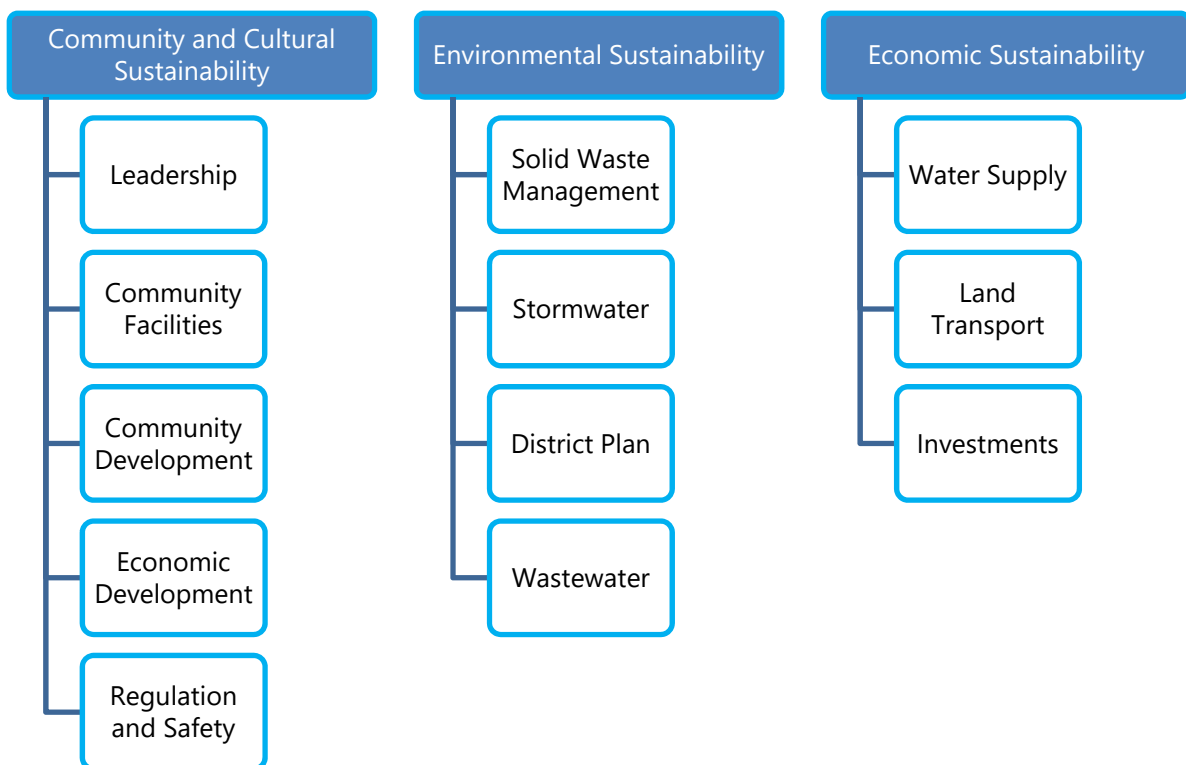 Community and Cultural
Sustainability
Leadership
Community
Facilities
Community
Development
Economic
Development
Regulation
and Safety
Environmental Sustainability
Solid Waste
Management
Stormwater
District Plan
Wastewater
Economic Sustainability
Water Supply
Land
Transport
Investments